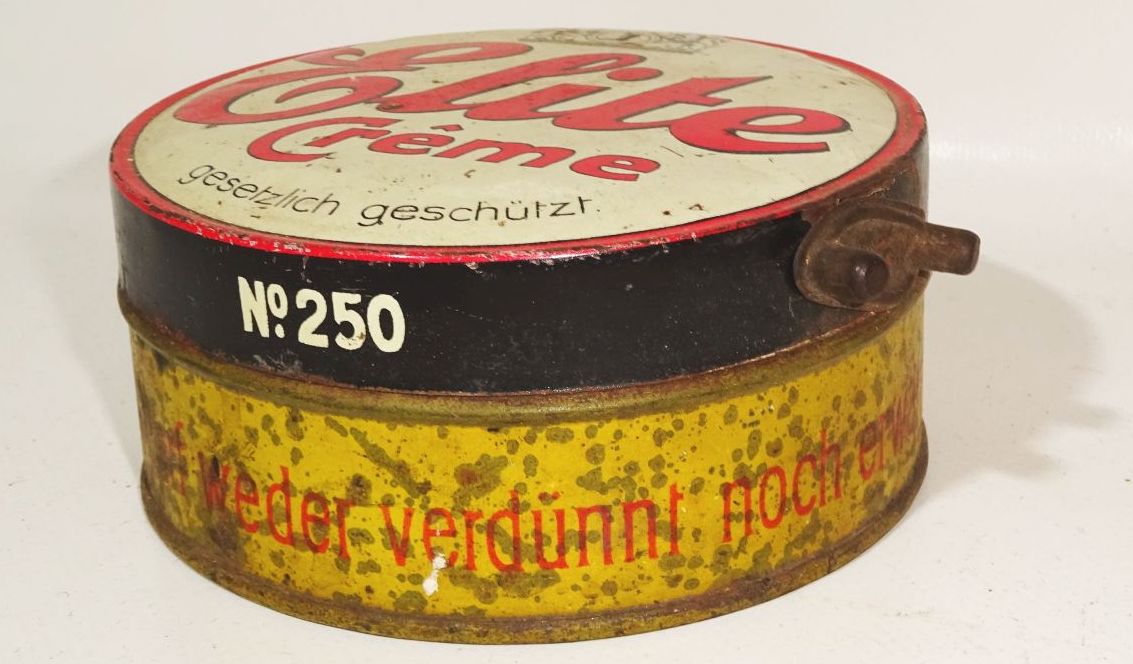 Elite
Crême
gesetzlich geschützt.
No. 250
weder verdünnt noch